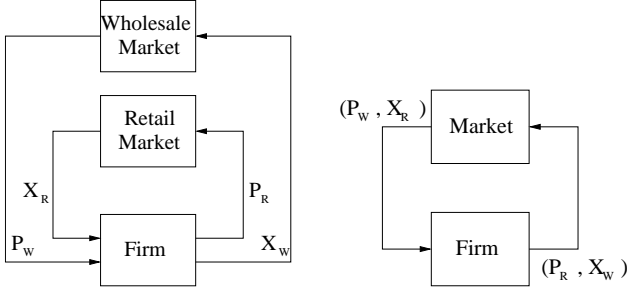 Wholesale
Market
Retail
Market
X_R
P_R
P_W
Firm
X_W
(P_W , X_R )
Market
Firm
(P_R , X_W)